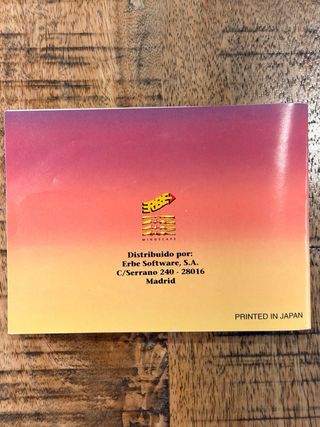 ERBE
MINDSCAPE
Distribuido por:
Erbe Software, S.A.
C/Serrano 240 - 28016
Madrid
PRINTED IN JAPAN